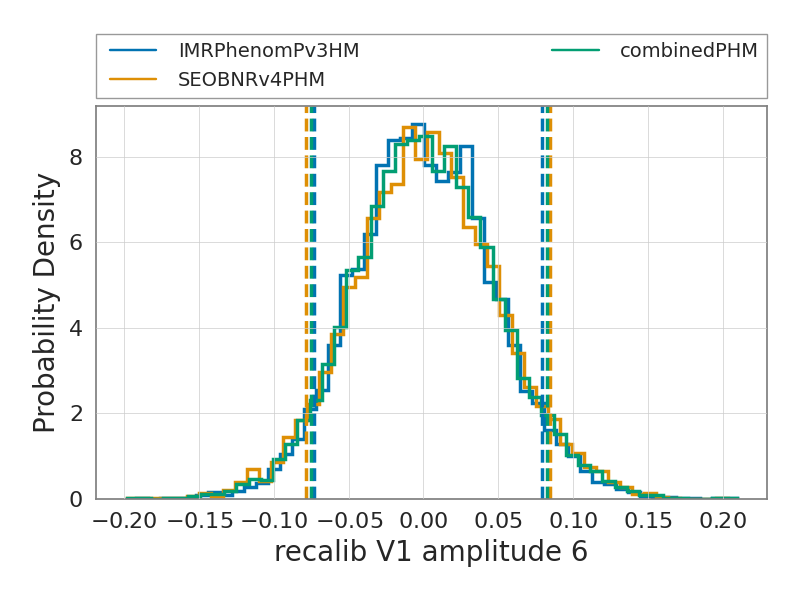 IMRPhenomPv3HM
SEOBNRv4PHM
combinedPHM
Probability Density
8
6
4
2
0
−0.20 −0.15 −0.10 −0.05 0.00 0.05 0.10 0.15 0.20
recalib V1 amplitude 6